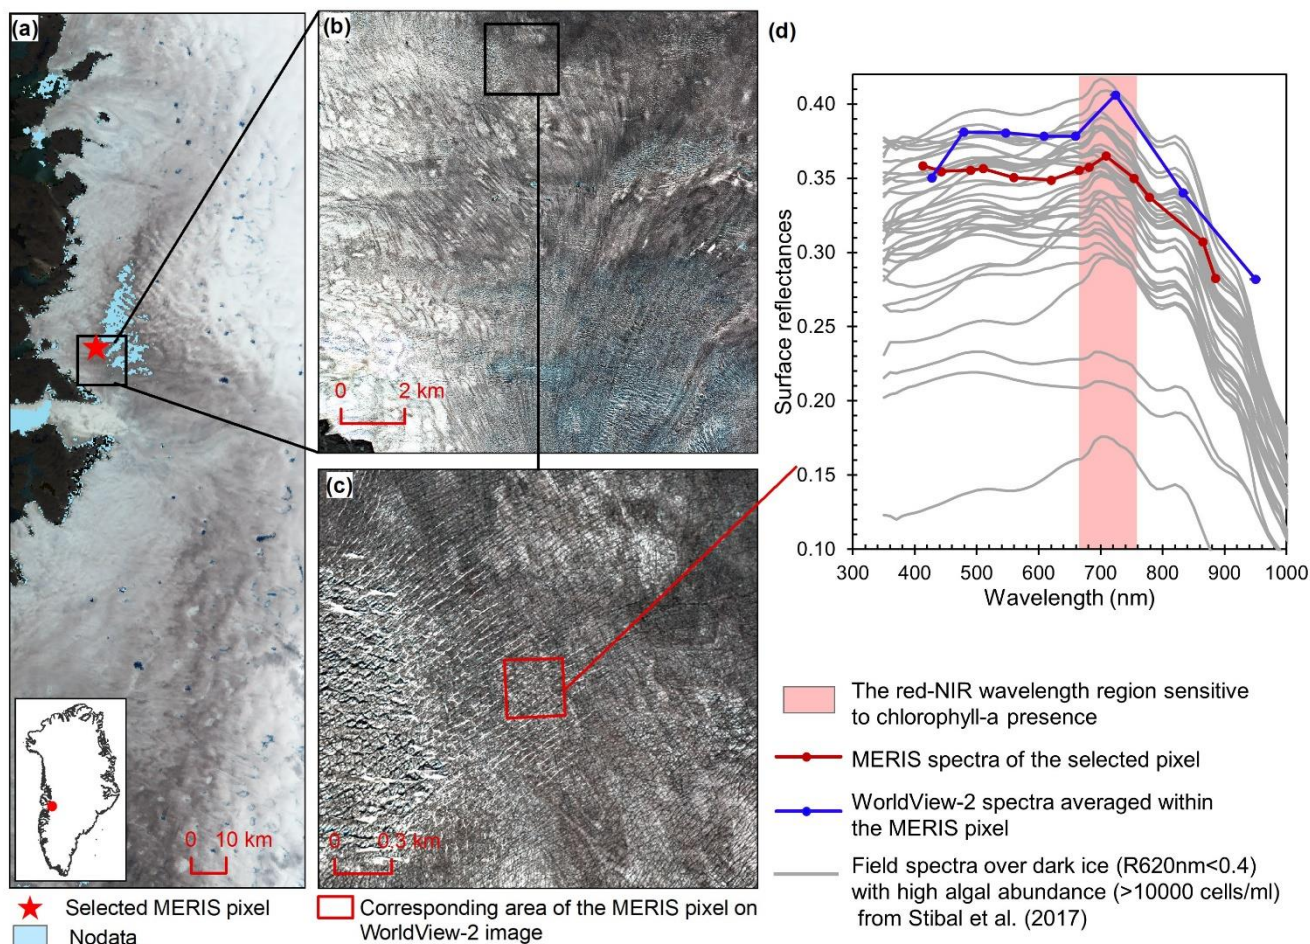 (a)
(b)
(d)
0 2 km
(c)
0 0.3 km
0 10 km
Selected MERIS pixel
Nodata
Corresponding area of the MERIS pixel on
WorldView-2 image
Surface reflectances
0.40
0.35
0.30
0.25
0.20
0.15
0.10
300 400 500 600 700 800 900 1000
Wavelength (nm)
The red-NIR wavelength region sensitive
to chlorophyll-a presence
MERIS spectra of the selected pixel
WorldView-2 spectra averaged within
the MERIS pixel
Field spectra over dark ice (R620nm<0.4)
with high algal abundance (>10000 cells/ml)
from Stibal et al. (2017)